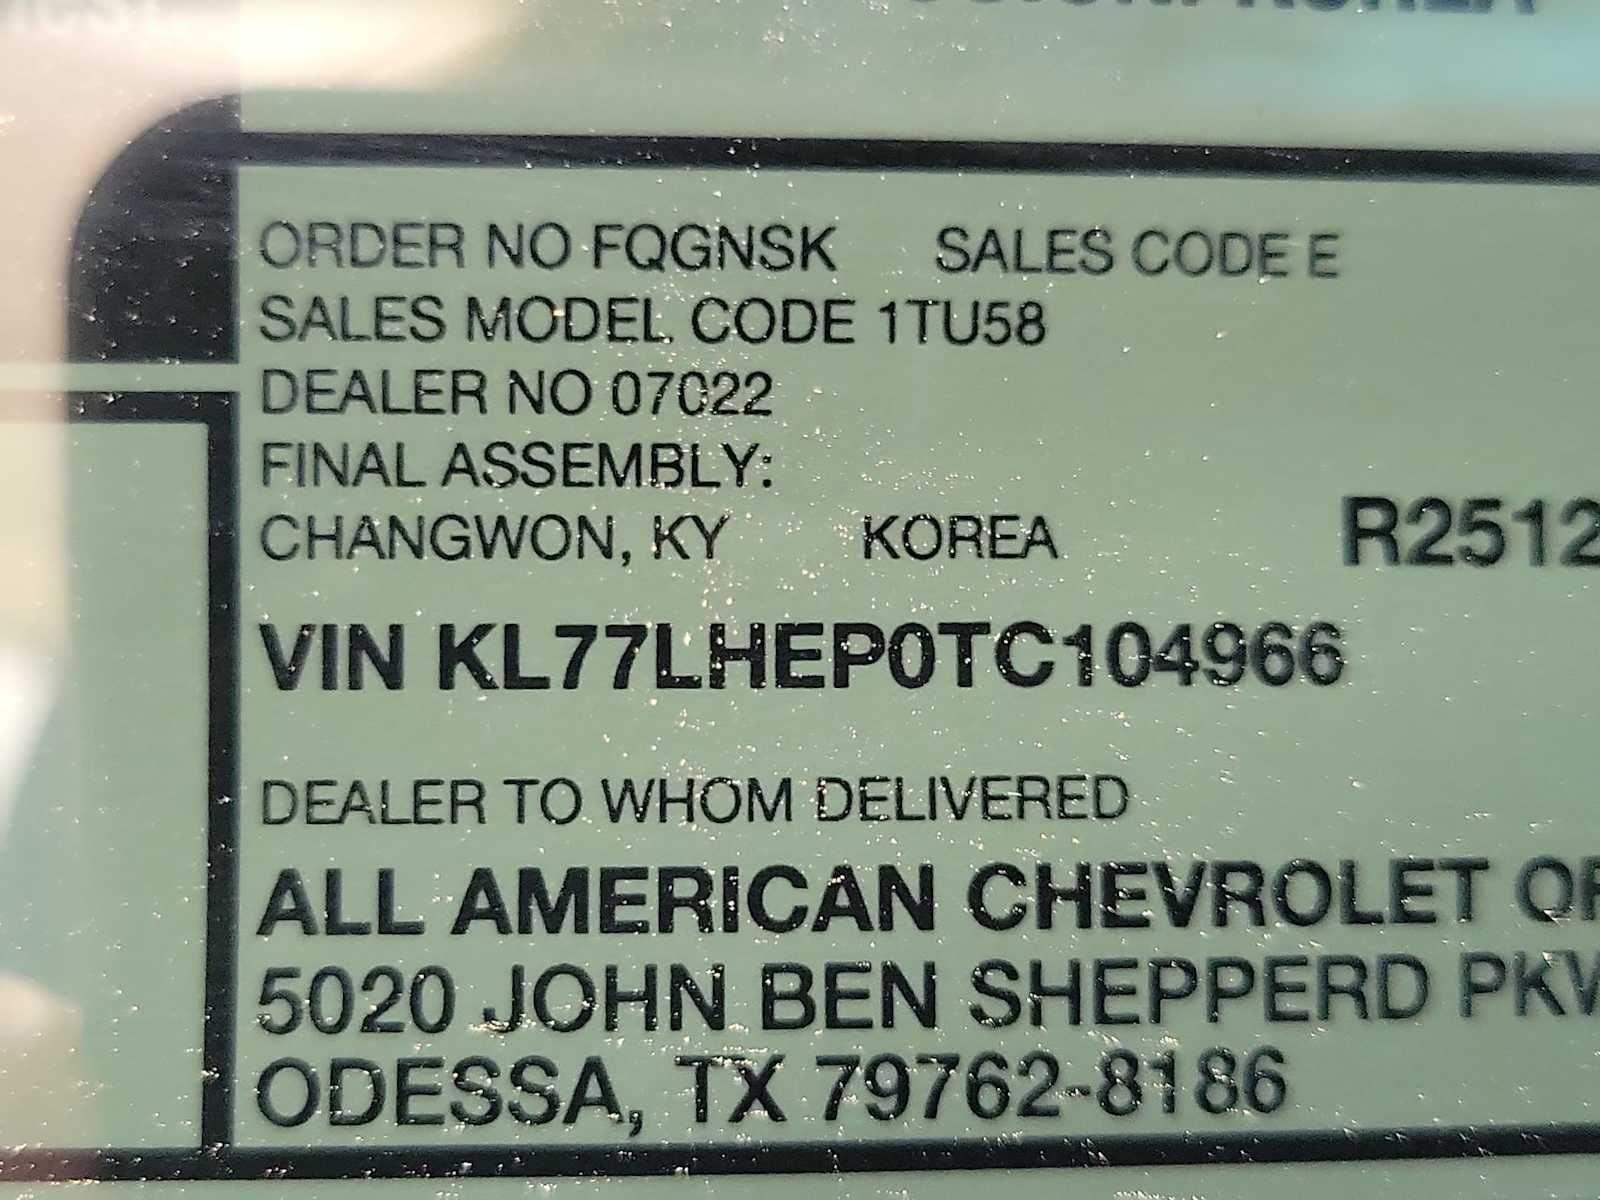 ORDER NO FQGNSK SALES CODE E
SALES MODEL CODE 1TU58
DEALER NO 07022
FINAL ASSEMBLY:
CHANGWON, KY KOREA R2512
VIN KL77LHEP0TC104966
DEALER TO WHOM DELIVERED
ALL AMERICAN CHEVROLET OF
5020 JOHN BEN SHEPPERD
ODESSA, TX 79762-8186